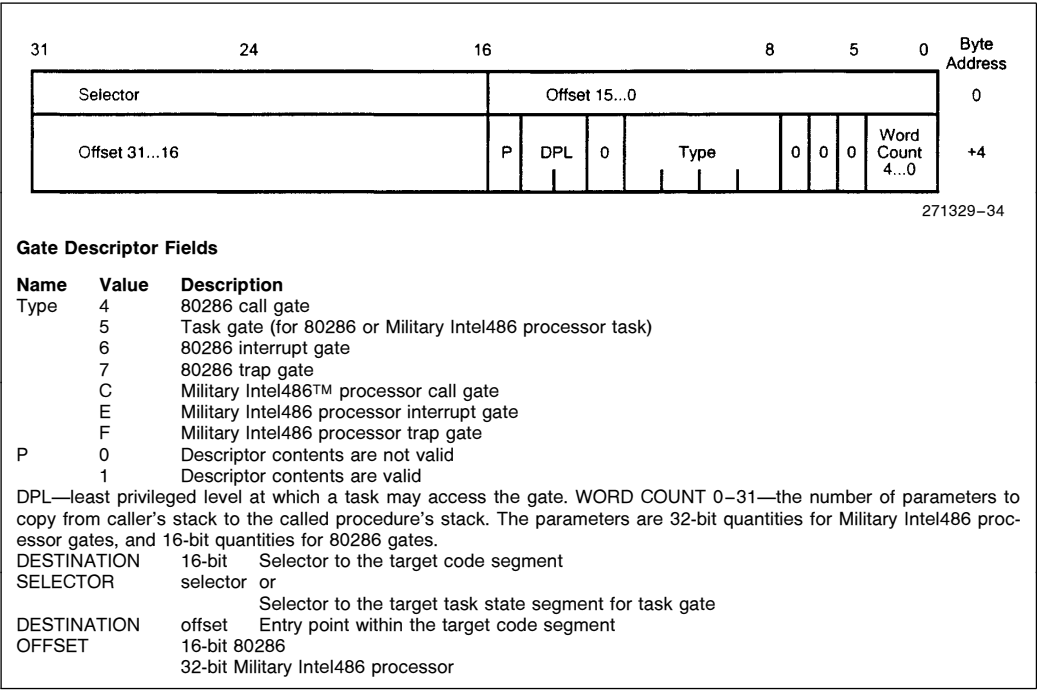 31 24 16 8 5 0 Byte
Address
Selector Offset 15...0 0
Offset 31...16 P DPL 0 Type 0 0 0 Word
Count
4...0 +4
271329–34
Gate Descriptor Fields
Name Value Description
Type 4 80286 call gate
5 Task gate (for 80286 or Military Intel486 processor task)
6 80286 interrupt gate
7 80286 trap gate
C Military Intel486™ processor call gate
E Military Intel486 processor interrupt gate
F Military Intel486 processor trap gate
P 0 Descriptor contents are not valid
1 Descriptor contents are valid
DPL—least privileged level at which a task may access the gate. WORD COUNT 0–31—the number of parameters to
copy from caller's stack to the called procedure's stack. The parameters are 32-bit quantities for Military Intel486 proc-
essor gates, and 16-bit quantities for 80286 gates.
DESTINATION 16-bit Selector to the target code segment
SELECTOR selector or
Selector to the target task state segment for task gate
DESTINATION offset Entry point within the target code segment
OFFSET 16-bit 80286
32-bit Military Intel486 processor